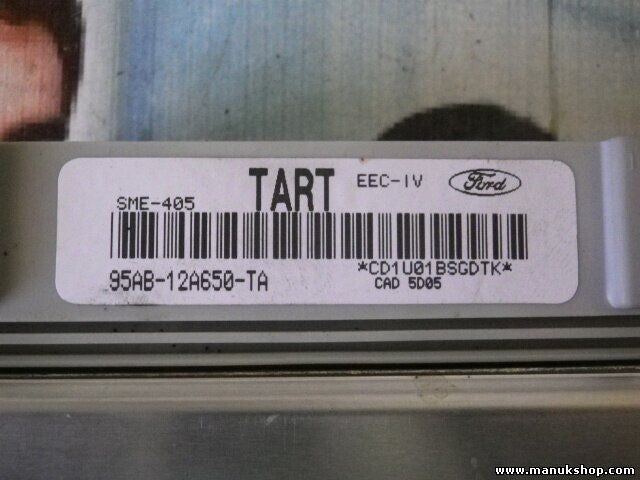 TART EEC-IV Ford
SME-405
95AB-12A650-TA *CD1U01BSGDTK*
CAD 5D05
www.manukshop.com